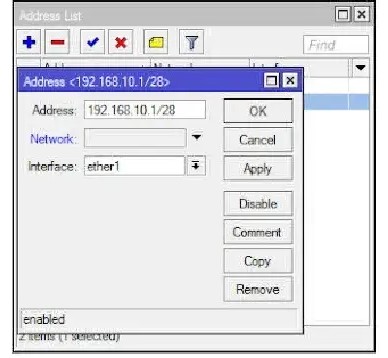 Address List
Find
Address <192.168.10.1/28>
Address: 192.168.10.1/28
OK
Network:
Cancel
Interface: ether1
Apply
Disable
Comment
Copy
Remove
enabled
2 items (1 selected)